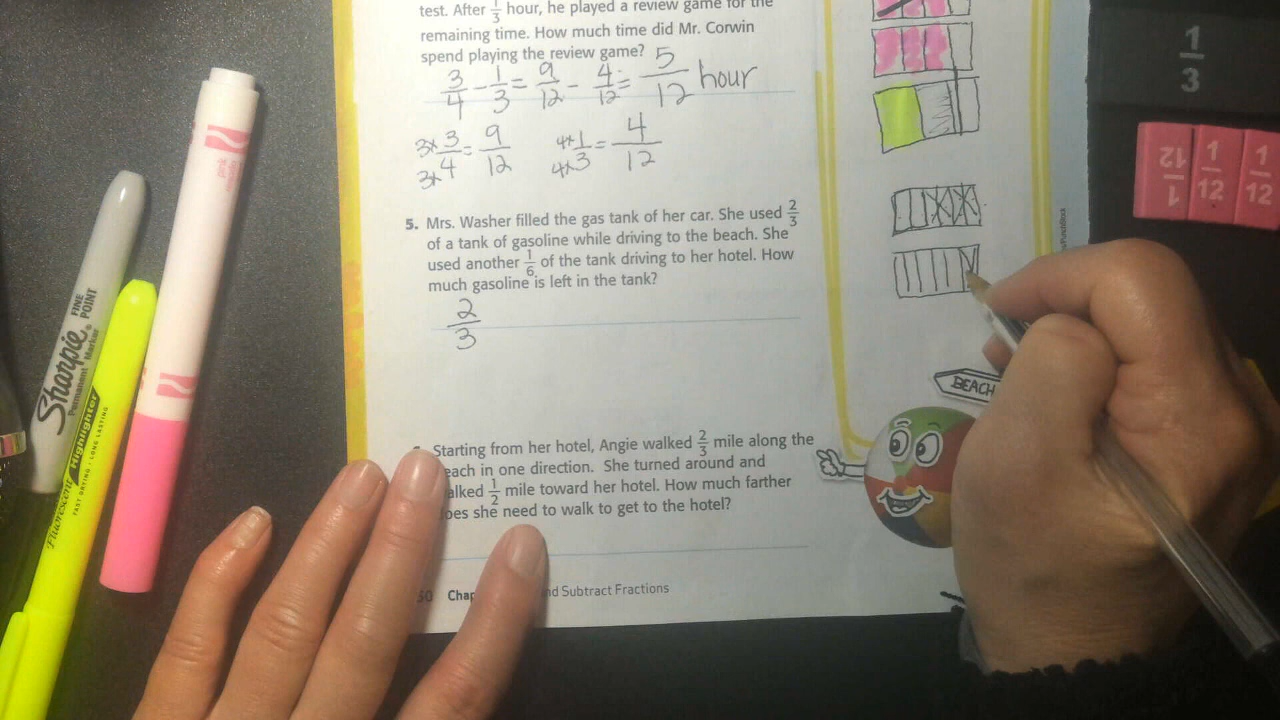 test. After 1/3 hour, he played a review game for the
remaining time. How much time did Mr. Corwin
spend playing the review game?
3/4 - 1/3 = 9/12 - 4/12 = 5/12 hour
3x3/3x4 = 9/12 4x1/4x3 = 4/12
5. Mrs. Washer filled the gas tank of her car. She used 2/3
of a tank of gasoline while driving to the beach. She
used another 1/6 of the tank driving to her hotel. How
much gasoline is left in the tank?
2/3
Starting from her hotel, Angie walked 2/3 mile along the
each in one direction. She turned around and
alked 1/2 mile toward her hotel. How much farther
oes she need to walk to get to the hotel?
Chap nd Subtract Fractions
BEACH
1/3
1/12 1/12 1/12
Sharpie
FINE POINT
Permanent Marker
Fluorescent Highlighter
FAST DRYING • LONG LASTING